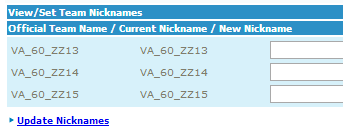 View/Set Team Nicknames
Official Team Name / Current Nickname / New Nickname
VA_60_ZZ13 VA_60_ZZ13
VA_60_ZZ14 VA_60_ZZ14
VA_60_ZZ15 VA_60_ZZ15
Update Nicknames